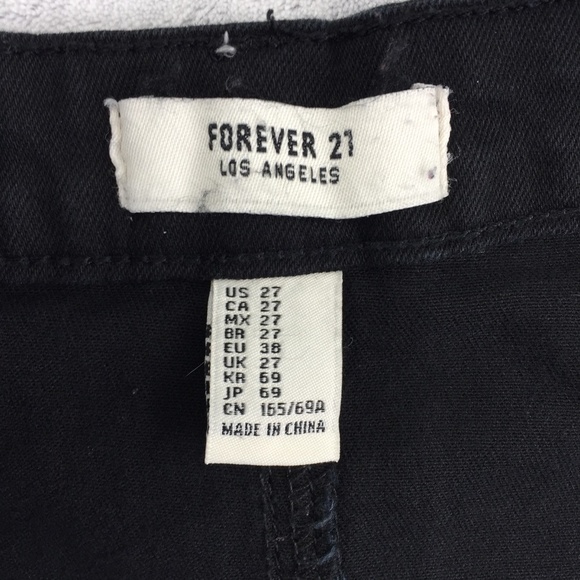 FOREVER 21
LOS ANGELES
US 27
CA 27
MX 27
BR 27
EU 38
UK 27
KR 69
JP 69
CN 165/69A
MADE IN CHINA